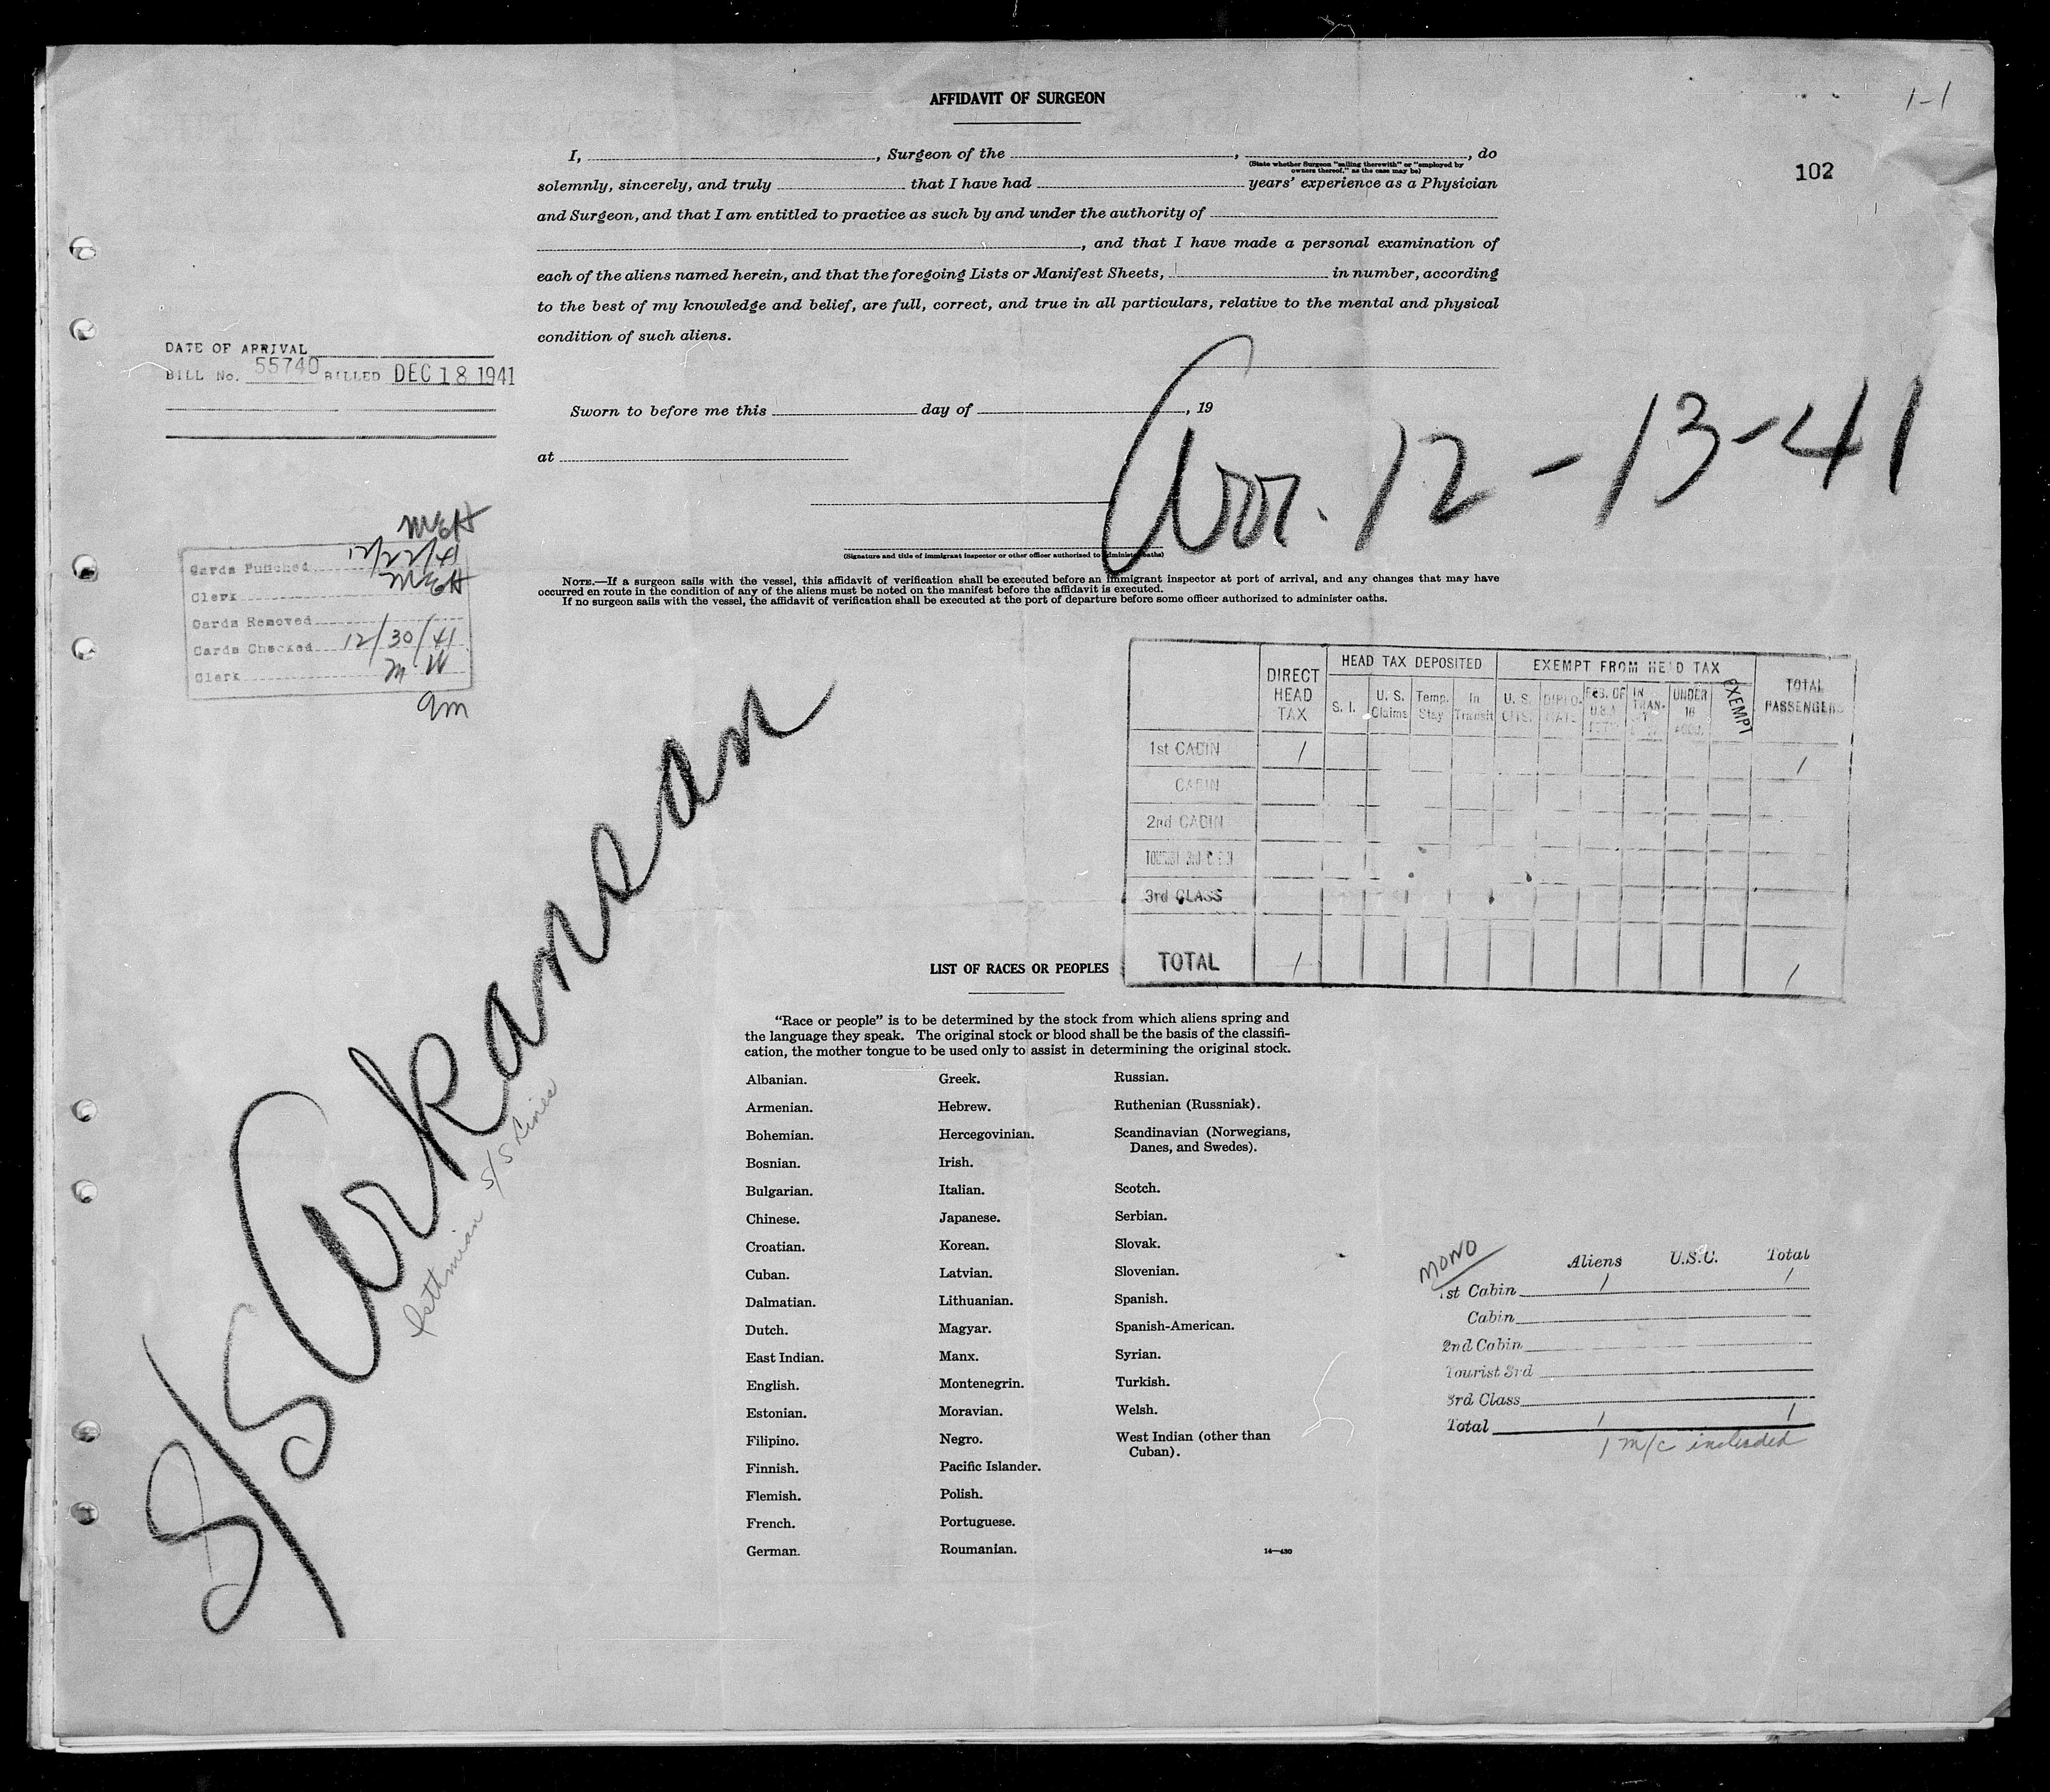 AFFIDAVIT OF SURGEON
1-1
102
I, , Surgeon of the , , do
(State whether Surgeon "sailing therewith" or "employed by
owners thereof," as the case may be)
solemnly, sincerely, and truly that I have had years' experience as a Physician
and Surgeon, and that I am entitled to practice as such by and under the authority of
, and that I have made a personal examination of
each of the aliens named herein, and that the foregoing Lists or Manifest Sheets, in number, according
to the best of my knowledge and belief, are full, correct, and true in all particulars, relative to the mental and physical
condition of such aliens.
DATE OF ARRIVAL
BILL No. 55740 BILLED DEC 18 1941
Sworn to before me this day of , 19
at
Arr. 12-13-41
(Signature and title of immigrant inspector or other officer authorized to administer oaths)
NOTE.—If a surgeon sails with the vessel, this affidavit of verification shall be executed before an immigrant inspector at port of arrival, and any changes that may have
occurred en route in the condition of any of the aliens must be noted on the manifest before the affidavit is executed.
If no surgeon sails with the vessel, the affidavit of verification shall be executed at the port of departure before some officer authorized to administer oaths.
McH
Cards Punched 12/22/41
Clerk McH
Cards Removed
Cards Checked 12/30/41
Clerk M W
am
DIRECT HEAD TAX
HEAD TAX DEPOSITED
EXEMPT FROM HEAD TAX
TOTAL PASSENGERS
S. I. U. S. Claims Temp. Stay In Transit U. S. CITS. DIPLO-MATS RES. OF U.S.A. IN TRAN- UNDER 16 EXEMPT
1st CABIN 1 1
CABIN
2nd CABIN
TOURIST 3rd CABIN
3rd CLASS
TOTAL 1 1
S/S Arkansan
Isthmian S/S Lines
LIST OF RACES OR PEOPLES
"Race or people" is to be determined by the stock from which aliens spring and
the language they speak. The original stock or blood shall be the basis of the classifi-
cation, the mother tongue to be used only to assist in determining the original stock.
Albanian.
Armenian.
Bohemian.
Bosnian.
Bulgarian.
Chinese.
Croatian.
Cuban.
Dalmatian.
Dutch.
East Indian.
English.
Estonian.
Filipino.
Finnish.
Flemish.
French.
German.
Greek.
Hebrew.
Hercegovinian.
Irish.
Italian.
Japanese.
Korean.
Latvian.
Lithuanian.
Magyar.
Manx.
Montenegrin.
Moravian.
Negro.
Pacific Islander.
Polish.
Portuguese.
Roumanian.
Russian.
Ruthenian (Russniak).
Scandinavian (Norwegians,
Danes, and Swedes).
Scotch.
Serbian.
Slovak.
Slovenian.
Spanish.
Spanish-American.
Syrian.
Turkish.
Welsh.
West Indian (other than
Cuban).
14—430
MONO
Aliens U.S.C. Total
1st Cabin 1 1
Cabin
2nd Cabin
Tourist 3rd
3rd Class
Total 1 1
1 m/c included